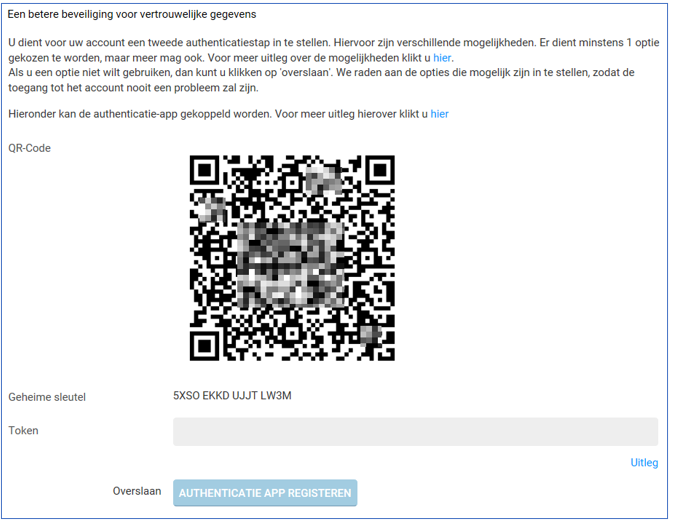 Een betere beveiliging voor vertrouwelijke gegevens
U dient voor uw account een tweede authenticatiestap in te stellen. Hiervoor zijn verschillende mogelijkheden. Er dient minstens 1 optie
gekozen te worden, maar meer mag ook. Voor meer uitleg over de mogelijkheden klikt u hier.
Als u een optie niet wilt gebruiken, dan kunt u klikken op 'overslaan'. We raden aan de opties die mogelijk zijn in te stellen, zodat de
toegang tot het account nooit een probleem zal zijn.
Hieronder kan de authenticatie-app gekoppeld worden. Voor meer uitleg hierover klikt u hier
QR-Code
Geheime sleutel 5XSO EKKD UJJT LW3M
Token
Uitleg
Overslaan AUTHENTICATIE APP REGISTEREN